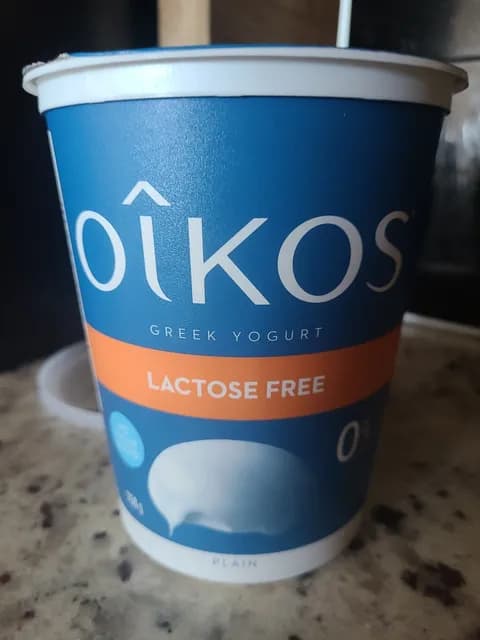 OÎKOS
GREEK YOGURT
LACTOSE FREE
0%
PLAIN